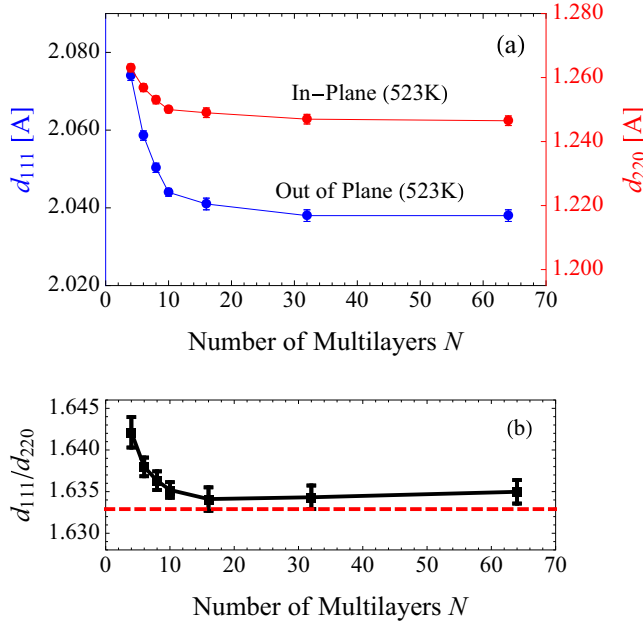 (a)
2.080
2.060
2.040
2.020
d111 [A]
1.280
1.260
1.240
1.220
1.200
d220 [A]
In−Plane (523K)
Out of Plane (523K)
0 10 20 30 40 50 60 70
Number of Multilayers N
(b)
1.645
1.640
1.635
1.630
d111/d220
0 10 20 30 40 50 60 70
Number of Multilayers N